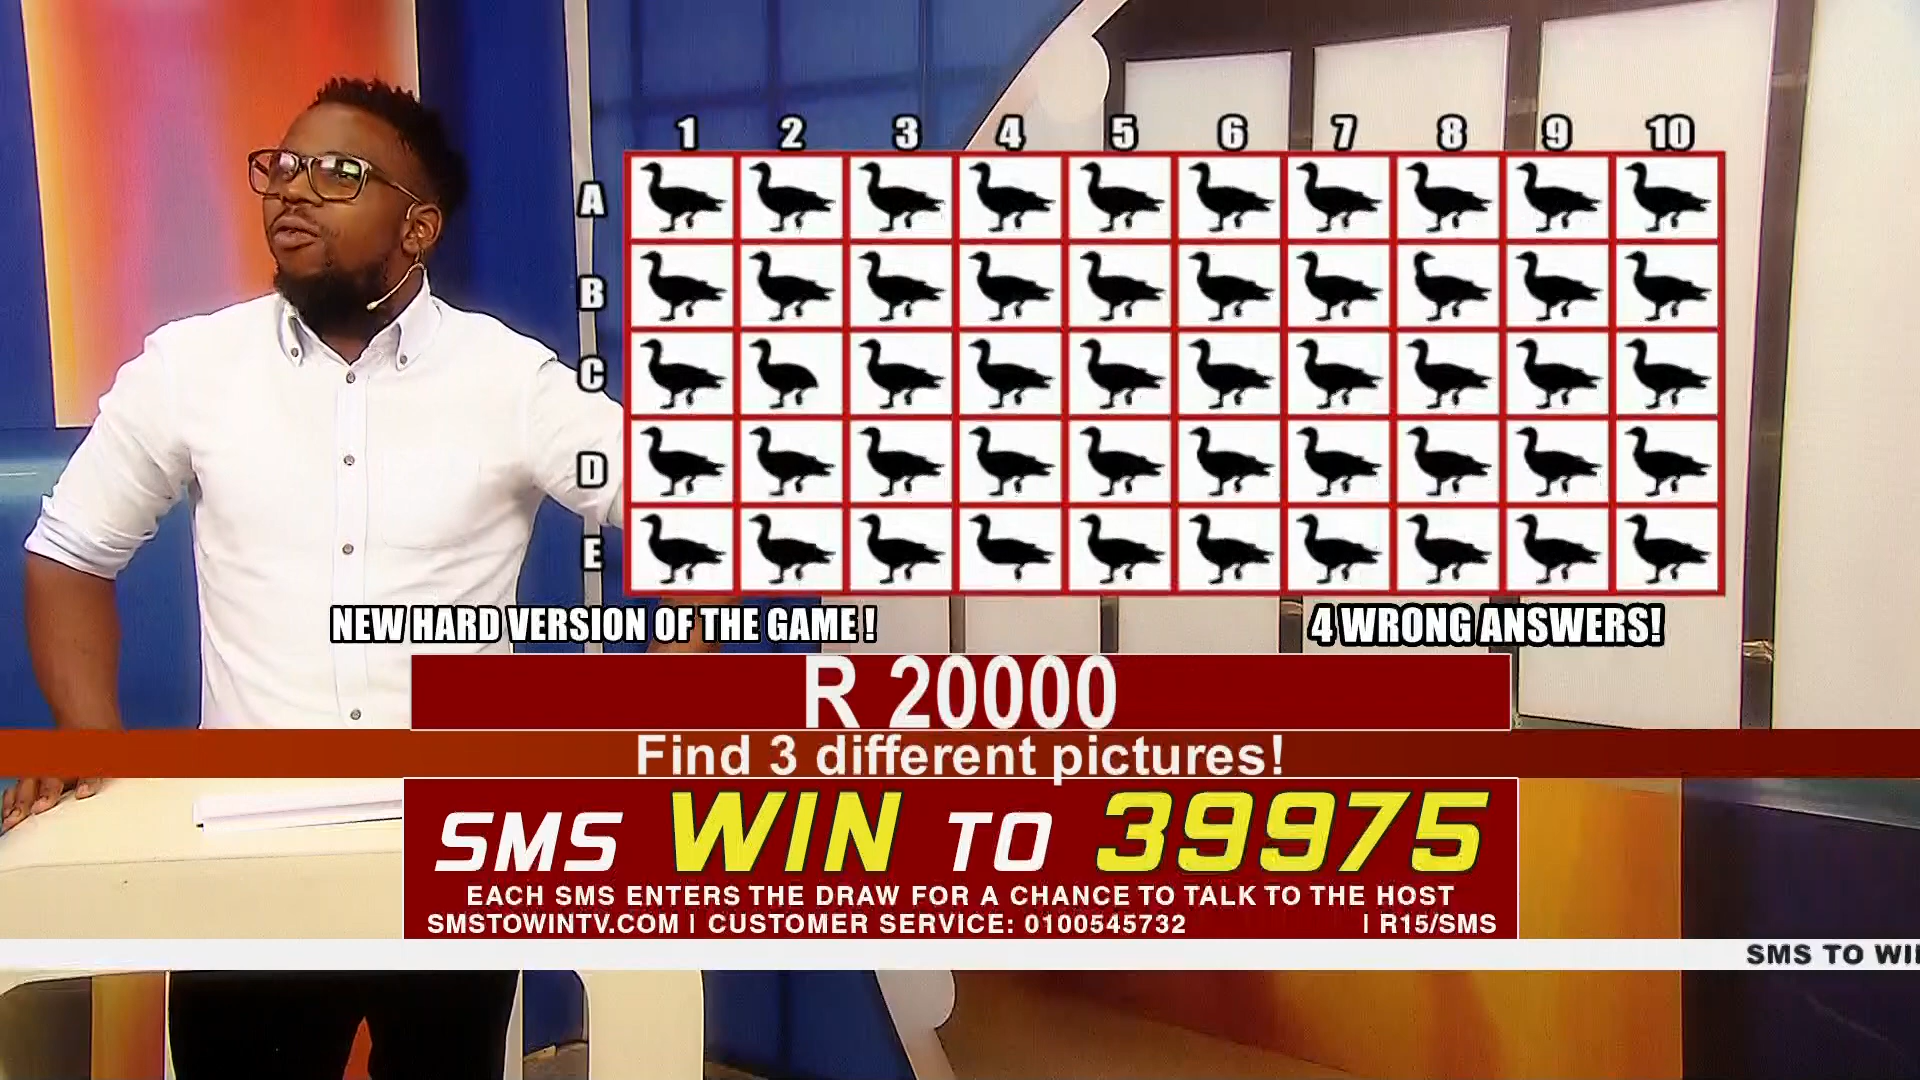 1 2 3 4 5 6 7 8 9 10
A
B
C
D
E
NEW HARD VERSION OF THE GAME !
4 WRONG ANSWERS!
R 20000
Find 3 different pictures!
SMS WIN TO 39975
EACH SMS ENTERS THE DRAW FOR A CHANCE TO TALK TO THE HOST
SMSTOWINTV.COM | CUSTOMER SERVICE: 0100545732 | R15/SMS
SMS TO WI